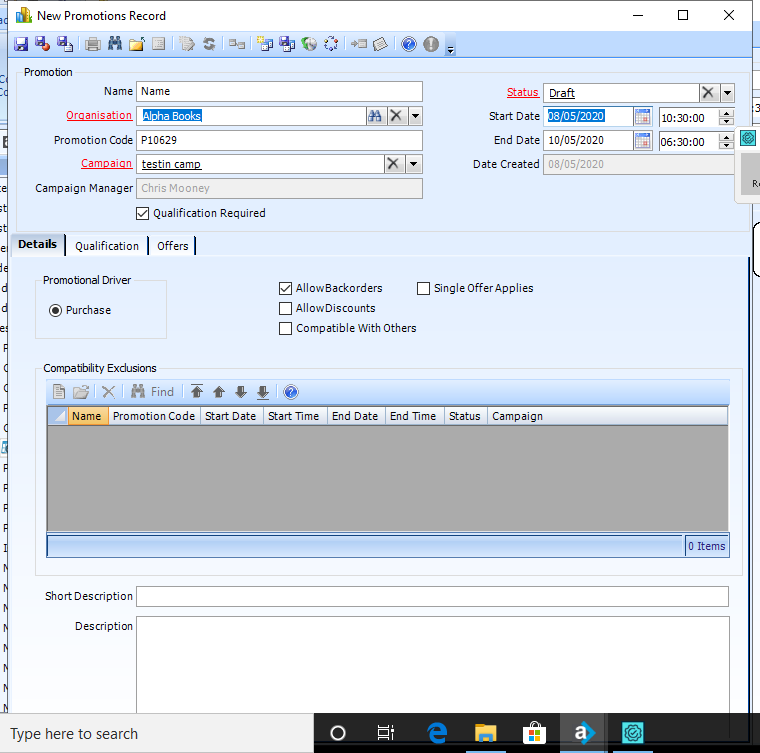 New Promotions Record
Promotion
Name Name
Status Draft
Organisation Alpha Books
Start Date 08/05/2020 10:30:00
Promotion Code P10629
End Date 10/05/2020 06:30:00
Campaign testin camp
Date Created 08/05/2020
Campaign Manager Chris Mooney
Qualification Required
Details Qualification Offers
Promotional Driver
Purchase
AllowBackorders Single Offer Applies
AllowDiscounts
Compatible With Others
Compatibility Exclusions
Find
Name Promotion Code Start Date Start Time End Date End Time Status Campaign
0 Items
Short Description
Description
Type here to search